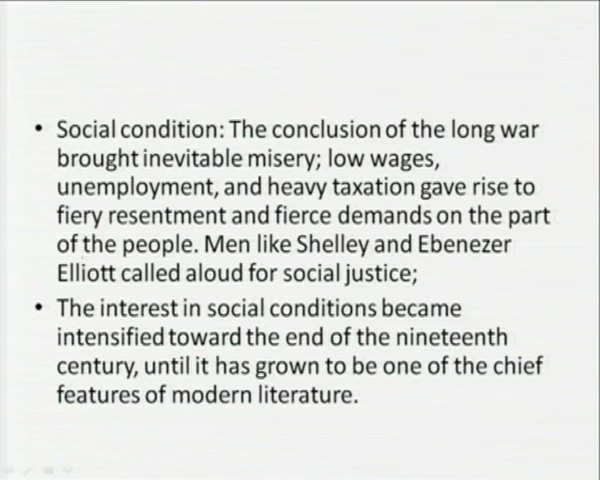 • Social condition: The conclusion of the long war
brought inevitable misery; low wages,
unemployment, and heavy taxation gave rise to
fiery resentment and fierce demands on the part
of the people. Men like Shelley and Ebenezer
Elliott called aloud for social justice;
• The interest in social conditions became
intensified toward the end of the nineteenth
century, until it has grown to be one of the chief
features of modern literature.